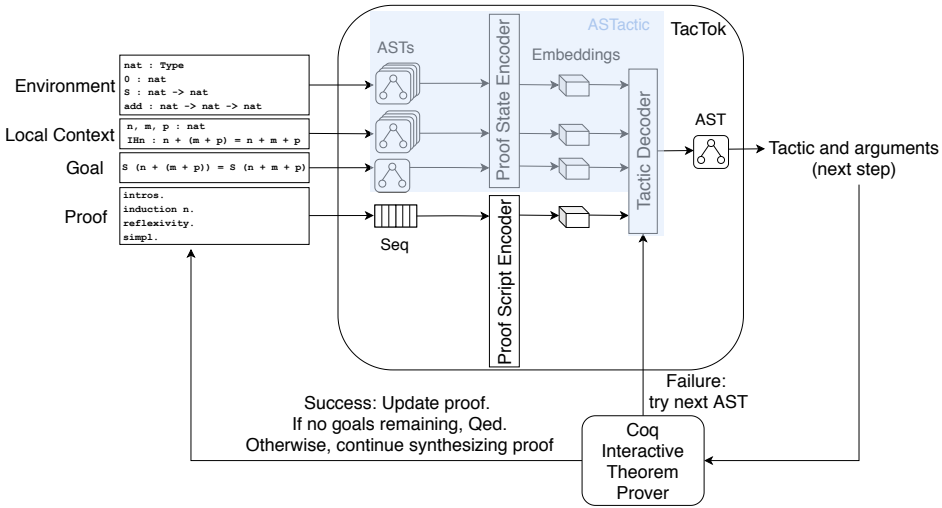 ASTactic
TacTok
ASTs
Proof State Encoder
Embeddings
Environment
nat : Type
O : nat
S : nat -> nat
add : nat -> nat -> nat
Local Context
n, m, p : nat
IHn : n + (m + p) = n + m + p
Goal
S (n + (m + p)) = S (n + m + p)
Tactic Decoder
AST
Tactic and arguments
(next step)
Proof
intros.
induction n.
reflexivity.
simpl.
Seq
Proof Script Encoder
Failure:
try next AST
Success: Update proof.
If no goals remaining, Qed.
Otherwise, continue synthesizing proof
Coq
Interactive
Theorem
Prover